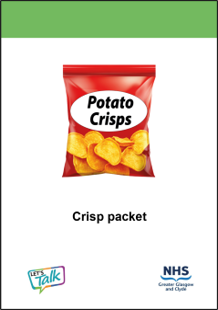 Potato
Crisps
Crisp packet
LET'S
Talk
NHS
Greater Glasgow
and Clyde